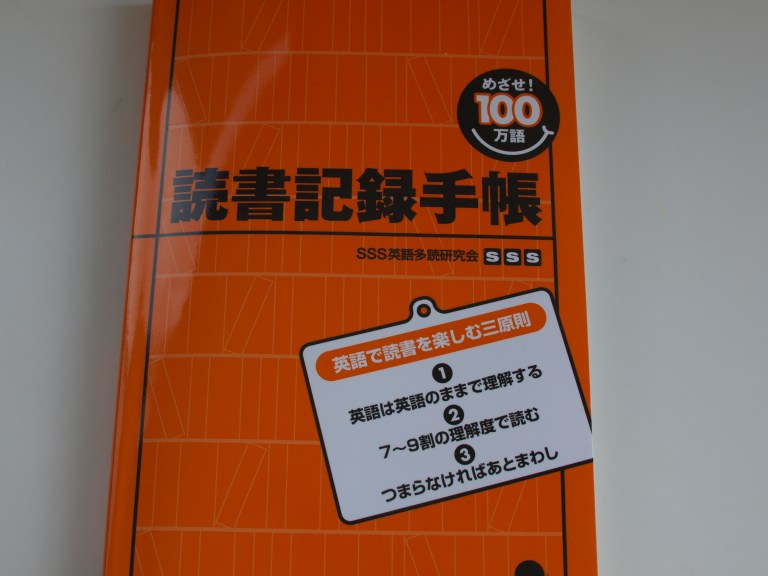 めざせ!
100
万語
読書記録手帳
SSS英語多読研究会 SSS
英語で読書を楽しむ三原則
1
英語は英語のままで理解する
2
7〜9割の理解度で読む
3
つまらなければあとまわし